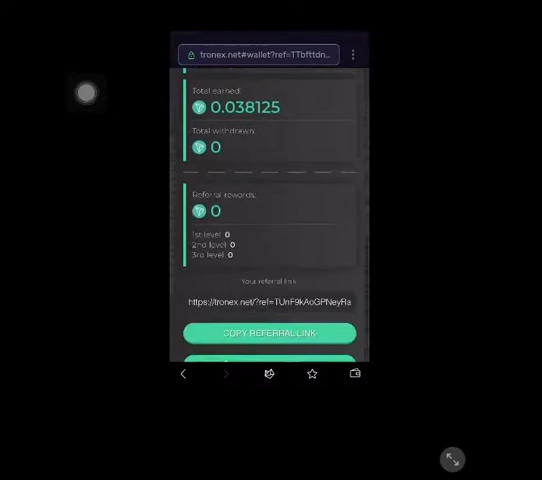 tronex.net#wallet?ref=TTbfttdn...
Total earned:
0.038125
Total withdrawn:
0
Referral rewards:
0
1st level 0
2nd level 0
3rd level 0
Your referral link
https://tronex.net/?ref=TUnF9kAoGPNeyRa
COPY REFERRAL LINK